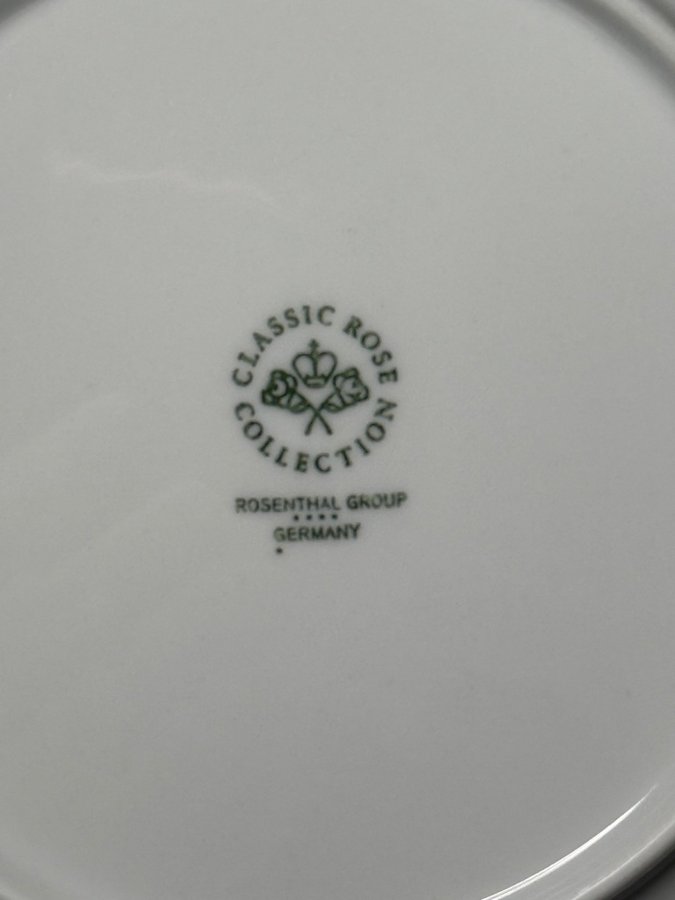 CLASSIC ROSE
COLLECTION
ROSENTHAL GROUP
GERMANY